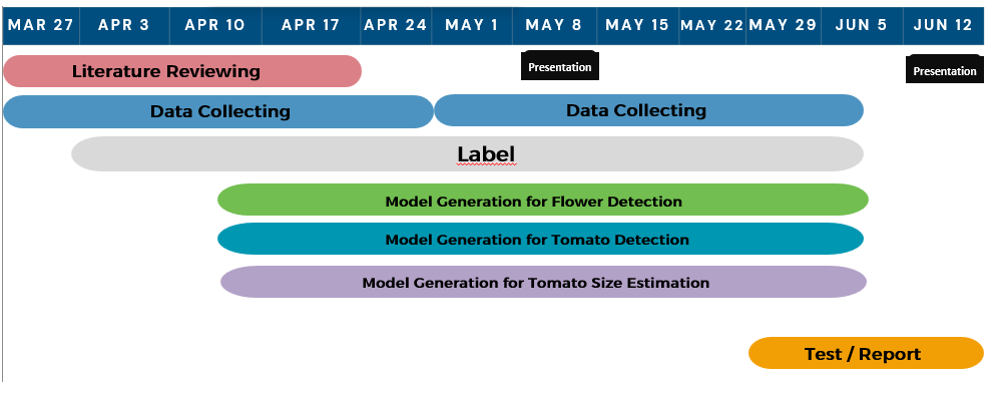 MAR 27 APR 3 APR 10 APR 17 APR 24 MAY 1 MAY 8 MAY 15 MAY 22 MAY 29 JUN 5 JUN 12
Literature Reviewing Presentation Presentation
Data Collecting Data Collecting
Label
Model Generation for Flower Detection
Model Generation for Tomato Detection
Model Generation for Tomato Size Estimation
Test / Report